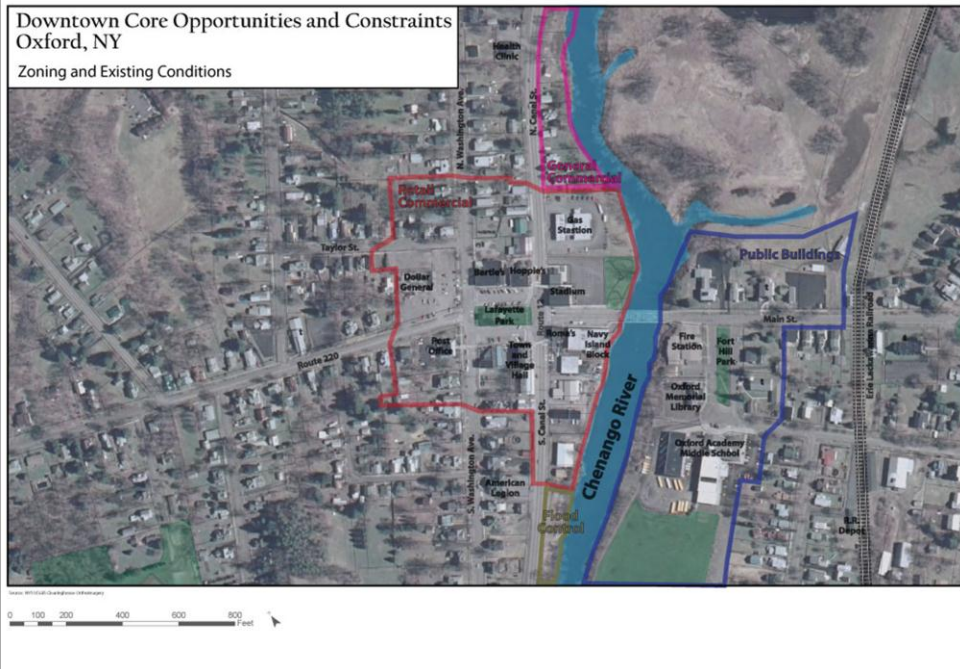 Downtown Core Opportunities and Constraints
Oxford, NY
Zoning and Existing Conditions
Health
Clinic
N. Washington Ave.
N. Canal St.
General
Commercial
Retail
Commercial
Gas
Stastion
Taylor St.
Public Buildings
Dollar
General
Bartle's
Hoppie's
Stadium
Lafayette
Park
Main St.
Roma's
Navy
Island
Block
Post
Office
Town
and
Village
Hall
Route 220
Fire
Station
Fort
Hill
Park
Oxford
Memorial
Library
Chenango River
S. Canal St.
S. Washington Ave.
Oxford Academy
Middle School
American
Legion
Flood
Control
R.R.
Depot
0 100 200 400 600 800
Feet